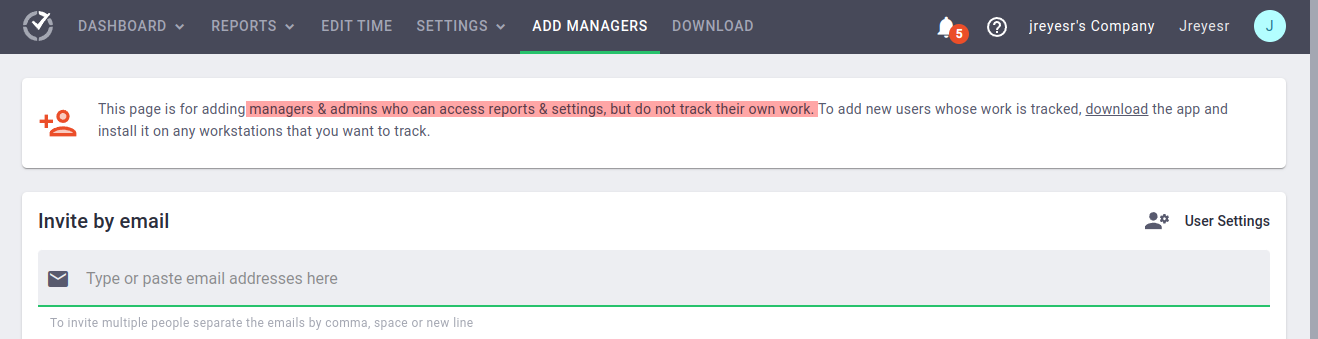 DASHBOARD REPORTS EDIT TIME SETTINGS ADD MANAGERS DOWNLOAD 5 jreyesr's Company Jreyesr J
This page is for adding managers & admins who can access reports & settings, but do not track their own work. To add new users whose work is tracked, download the app and
install it on any workstations that you want to track.
Invite by email User Settings
Type or paste email addresses here
To invite multiple people separate the emails by comma, space or new line